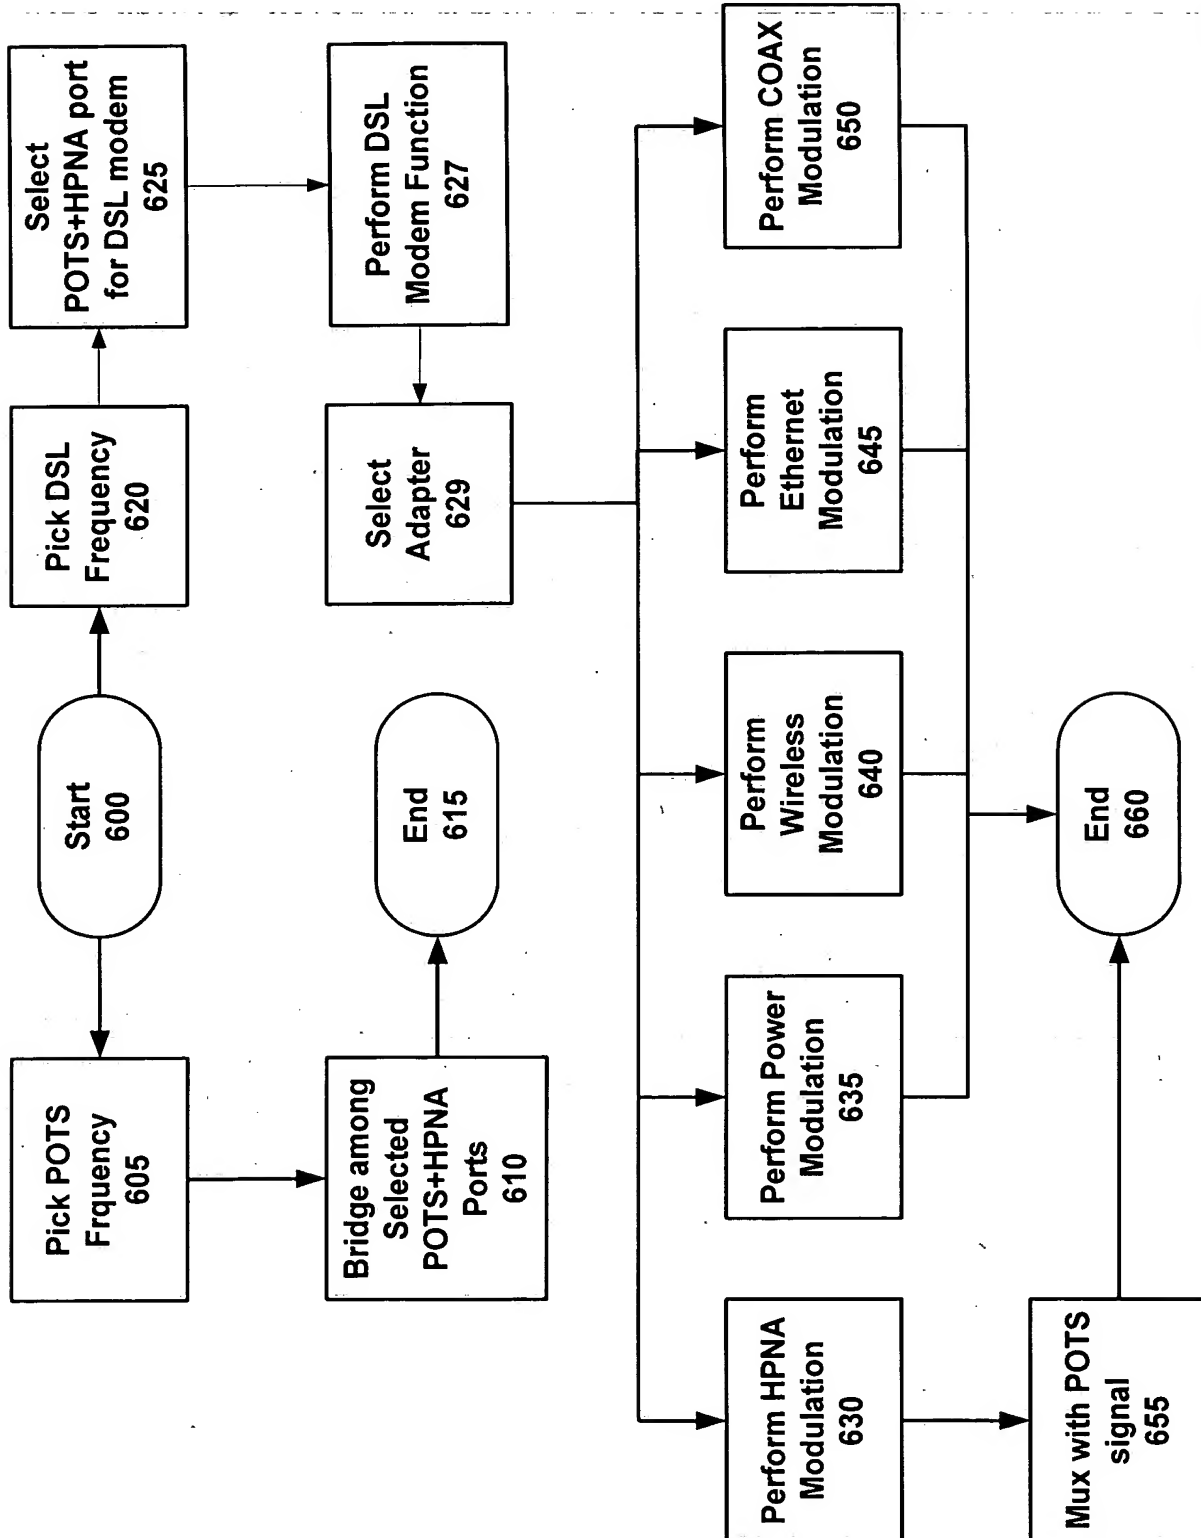 Start
600
Pick POTS
Frquency
605
Bridge among
Selected
POTS+HPNA
Ports
610
End
615
Pick DSL
Frequency
620
Select
POTS+HPNA port
for DSL modem
625
Perform DSL
Modem Function
627
Select
Adapter
629
Perform HPNA
Modulation
630
Perform Power
Modulation
635
Perform
Wireless
Modulation
640
Perform
Ethernet
Modulation
645
Perform COAX
Modulation
650
Mux with POTS
signal
655
End
660